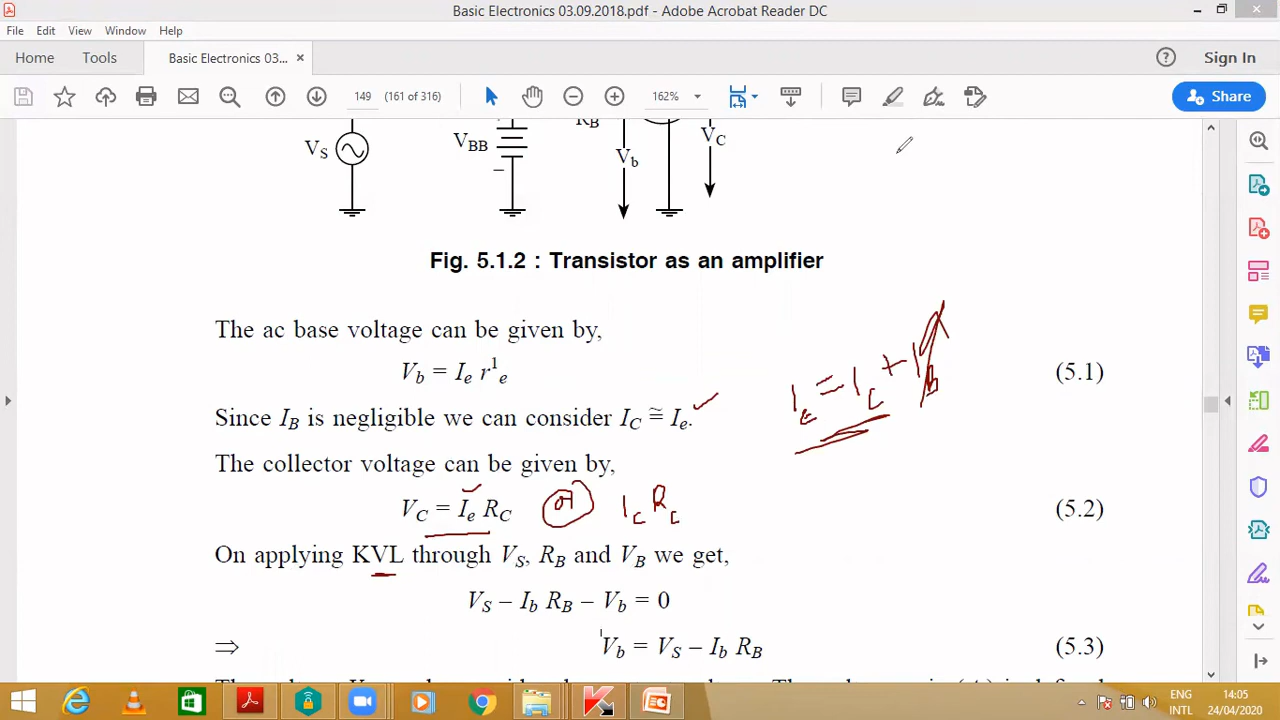 Basic Electronics 03.09.2018.pdf - Adobe Acrobat Reader DC
File Edit View Window Help
Home Tools Basic Electronics 03... × Sign In
149 (161 of 316) 162% Share
V_S V_BB – R_B V_b V_C
Fig. 5.1.2 : Transistor as an amplifier
The ac base voltage can be given by,
V_b = I_e r^1_e (5.1)
I_e = I_C + I_B
Since I_B is negligible we can consider I_C ≅ I_e.
The collector voltage can be given by,
V_C = I_e R_C or I_C R_C (5.2)
On applying KVL through V_S, R_B and V_B we get,
V_S – I_b R_B – V_b = 0
⇒ V_b = V_S – I_b R_B (5.3)
ENG 14:05
INTL 24/04/2020